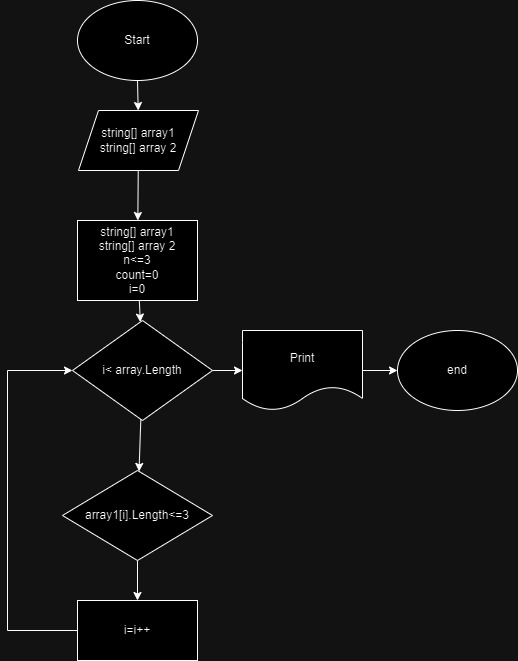 Start
string[] array1
string[] array 2
string[] array1
string[] array 2
n<=3
count=0
i=0
i< array.Length
Print
end
array1[i].Length<=3
i=i++